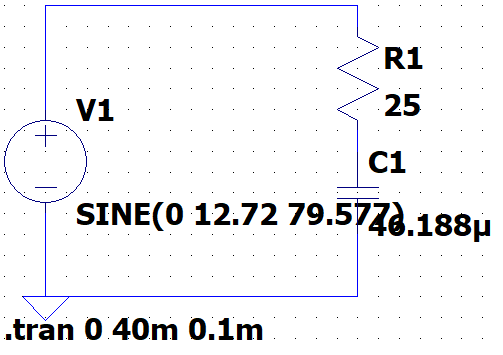 R1
V1
25
C1
SINE(0 12.72 79.577)
46.188µ
.tran 0 40m 0.1m